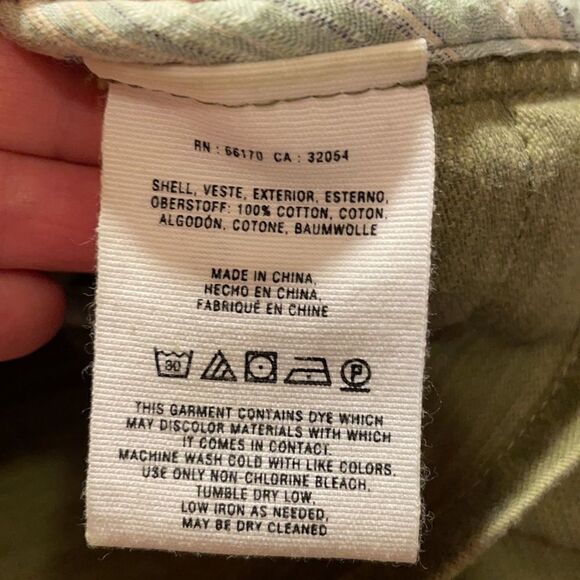 RN : 66170 CA : 32054
SHELL, VESTE, EXTERIOR, ESTERNO,
OBERSTOFF: 100% COTTON, COTON,
ALGODÓN, COTONE, BAUMWOLLE
MADE IN CHINA,
HECHO EN CHINA,
FABRIQUÉ EN CHINE
30 P
THIS GARMENT CONTAINS DYE WHICH
MAY DISCOLOR MATERIALS WITH WHICH
IT COMES IN CONTACT.
MACHINE WASH COLD WITH LIKE COLORS.
USE ONLY NON-CHLORINE BLEACH,
TUMBLE DRY LOW,
LOW IRON AS NEEDED,
MAY BE DRY CLEANED